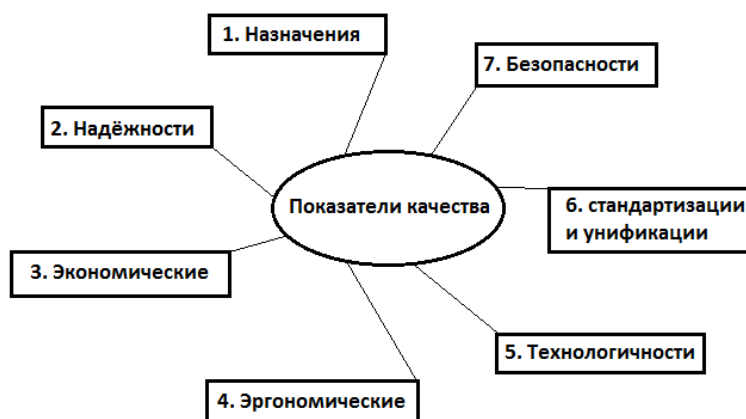 1. Назначения
7. Безопасности
2. Надёжности
Показатели качества
6. стандартизации
и унификации
3. Экономические
5. Технологичности
4. Эргономические